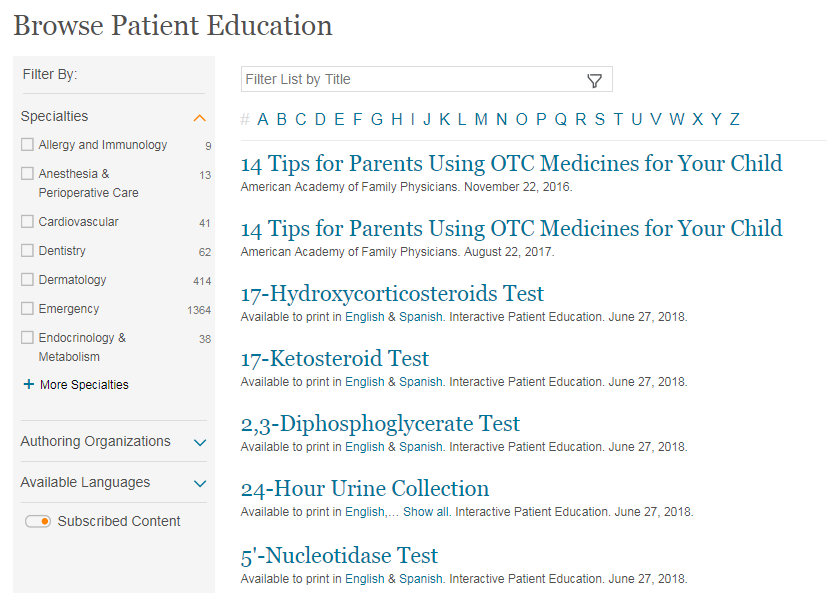 Browse Patient Education
Filter By:
Specialties
Allergy and Immunology 9
Anesthesia & 13
Perioperative Care
Cardiovascular 41
Dentistry 62
Dermatology 414
Emergency 1364
Endocrinology & 38
Metabolism
+ More Specialties
Authoring Organizations
Available Languages
Subscribed Content
Filter List by Title
# A B C D E F G H I J K L M N O P Q R S T U V W X Y Z
14 Tips for Parents Using OTC Medicines for Your Child
American Academy of Family Physicians. November 22, 2016.
14 Tips for Parents Using OTC Medicines for Your Child
American Academy of Family Physicians. August 22, 2017.
17-Hydroxycorticosteroids Test
Available to print in English & Spanish. Interactive Patient Education. June 27, 2018.
17-Ketosteroid Test
Available to print in English & Spanish. Interactive Patient Education. June 27, 2018.
2,3-Diphosphoglycerate Test
Available to print in English & Spanish. Interactive Patient Education. June 27, 2018.
24-Hour Urine Collection
Available to print in English,... Show all. Interactive Patient Education. June 27, 2018.
5'-Nucleotidase Test
Available to print in English & Spanish. Interactive Patient Education. June 27, 2018.